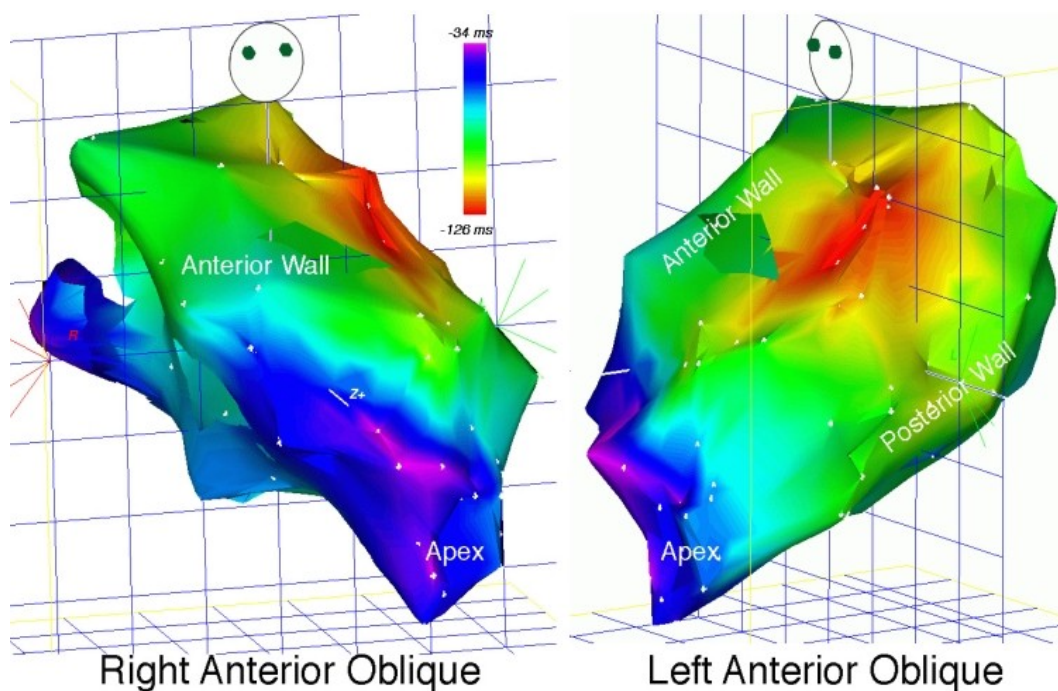 -34 ms
-126 ms
Anterior Wall
R
Z+
Apex
Right Anterior Oblique
Anterior Wall
L
Posterior Wall
Apex
Left Anterior Oblique